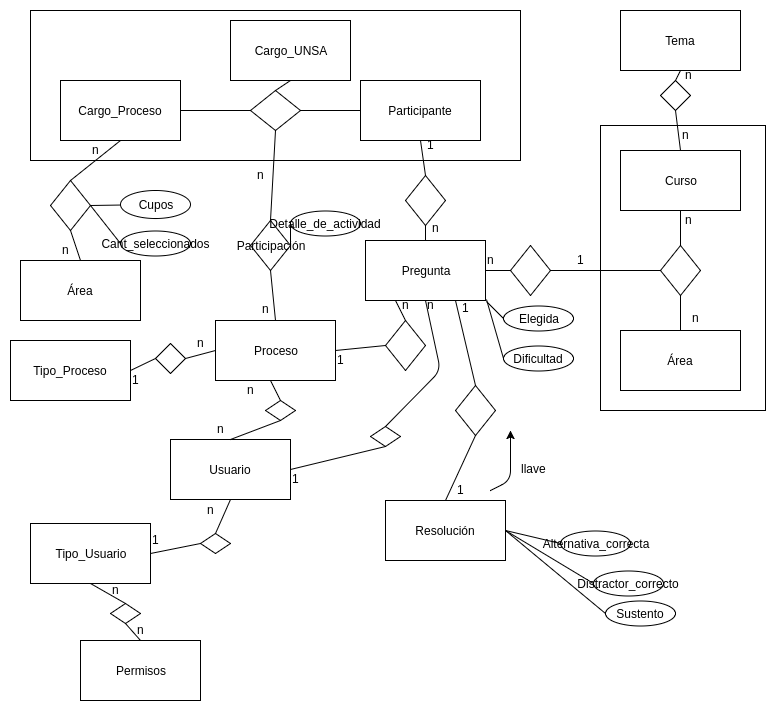 Cargo_UNSA
Tema
n
Cargo_Proceso
Participante
n
1
n
n
Curso
Cupos
n
n
Detalle_de_actividad
n
n
Cant_seleccionados
Participación
n
1
Área
Pregunta
n
n
n
1
Elegida
n
Proceso
1
Dificultad
Área
n
Tipo_Proceso
1
n
n
Usuario
1
llave
1
n
Resolución
1
Tipo_Usuario
Alternativa_correcta
n
Distractor_correcto
Sustento
n
Permisos